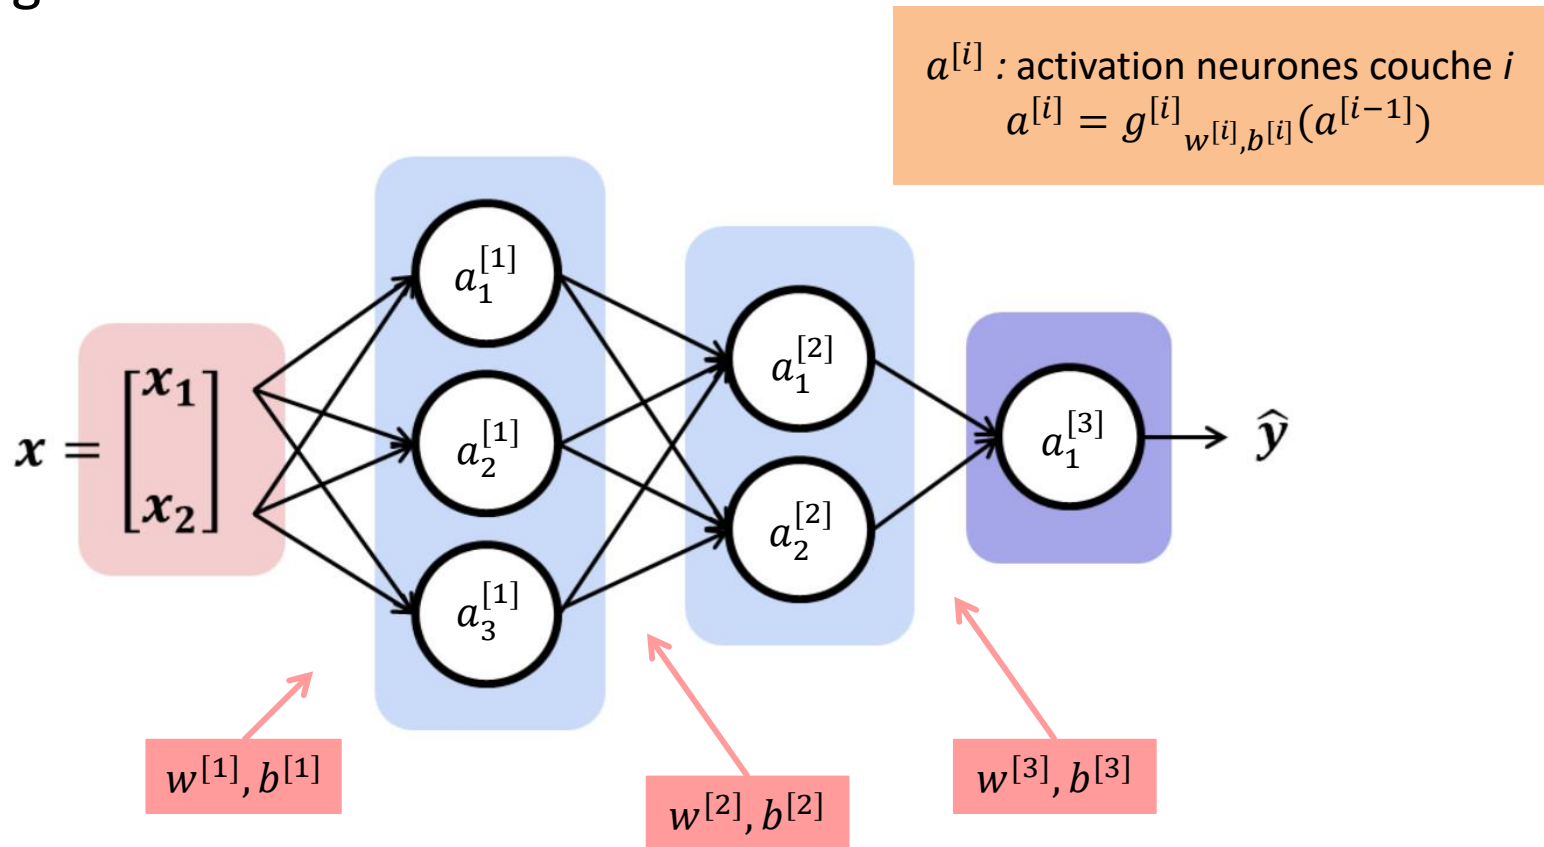 g
a^{[i]} : activation neurones couche i
a^{[i]} = g^{[i]}_{w^{[i]},b^{[i]}}(a^{[i-1]})
a_1^{[1]}
a_2^{[1]}
a_3^{[1]}
a_1^{[2]}
a_2^{[2]}
a_1^{[3]}
x = [x_1
x_2]
ŷ
w^{[1]}, b^{[1]}
w^{[2]}, b^{[2]}
w^{[3]}, b^{[3]}